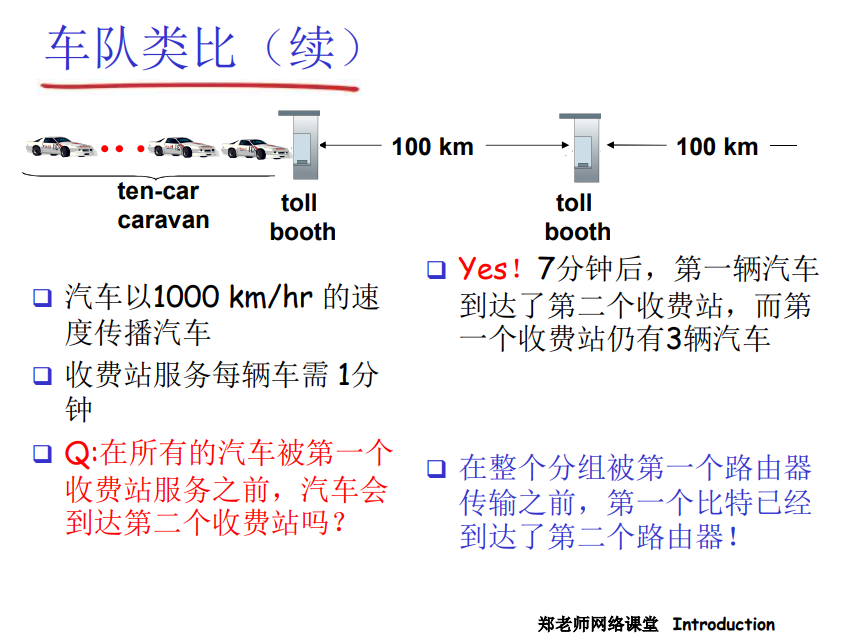 车队类比（续）
100 km
100 km
ten-car
caravan
toll
booth
toll
booth
汽车以1000 km/hr 的速
度传播汽车
收费站服务每辆车需 1分
钟
Q:在所有的汽车被第一个
收费站服务之前，汽车会
到达第二个收费站吗？
Yes！7分钟后，第一辆汽车
到达了第二个收费站，而第
一个收费站仍有3辆汽车
在整个分组被第一个路由器
传输之前，第一个比特已经
到达了第二个路由器！
郑老师网络课堂 Introduction